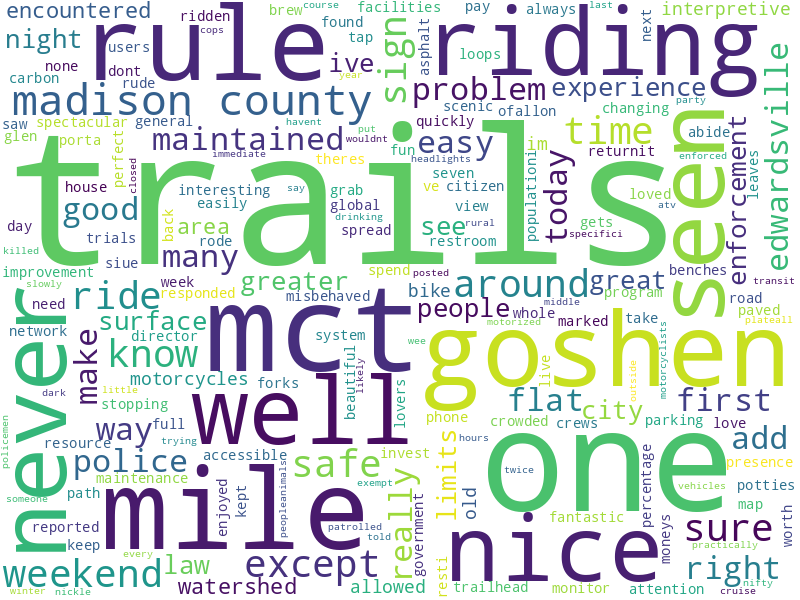 encountered
ridden
brew
course
facilities
pay
always
last
interpretive
cops
night
users
found
tap
next
rule
riding
sign
asphalt
loops
none
dont
ive
carbon
rude
year
problem
experience
party
madison county
saw
spectacular
general
havent
put
quickly
scenic
ofallon
changing
glen
porta
maintained
wouldnt
easy
im
time
abide
perfect
immediate
theres
fun
headlights
returnit
enforced
trails
seen
enforcement
leaves
edwardsville
house
closed
interesting
say
grab
ve
seven
citizen
populationi
today
loved
easily
global
view
atv
day
good
back
rode
drinking
rural
gets
specifici
trials
area
spread
see
restroom
killed
siue
many
improvement
week
greater
spend
posted
around
great
benches
transit
slowly
responded
misbehaved
bike
program
road
need
ride
mct
people
whole
middle
marked
take
paved
network
surface
director
system
motorized
plateall
never
make
know
beautiful
likely
goshen
wee
live
outside
motorcyclists
dark
motorcycles
forks
lovers
little
stopping
well
flat
city
first
phone
crowded
crews
parking
love
policemen
way
full
trying
invest
hours
one
add
resource
police
accessible
safe
limits
twice
presence
someone
path
maintenance
mile
peopleanimals
exempt
really
old
percentage
vehicles
potties
map
worth
enjoyed
kept
government
fantastic
moneys
reported
patrolled
nice
sure
keep
told
practically
every
law
except
resti
right
weekend
watershed
allowed
trailhead
monitor
attention
nifty
winter
nickle
cruise